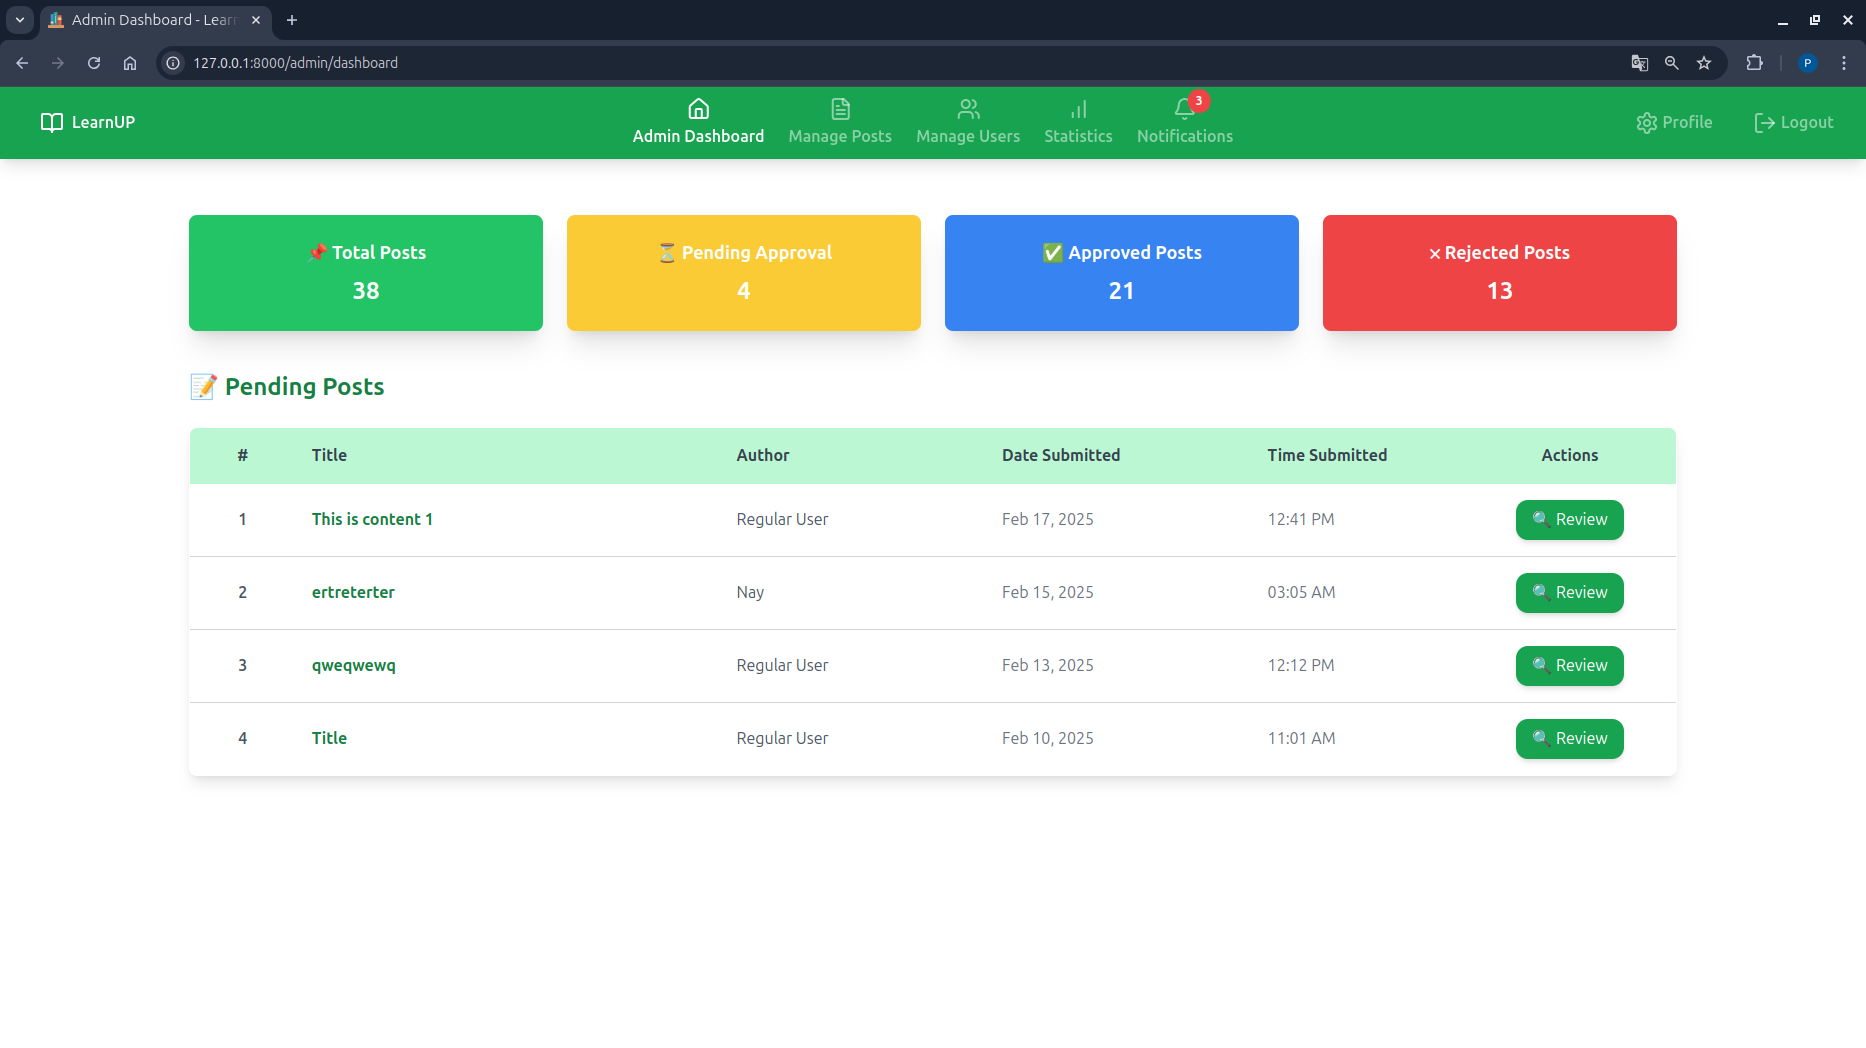 Admin Dashboard - Lear
127.0.0.1:8000/admin/dashboard
P
LearnUP
Admin Dashboard
Manage Posts
Manage Users
Statistics
3
Notifications
Profile
Logout
📌 Total Posts
38
⏳ Pending Approval
4
✅ Approved Posts
21
× Rejected Posts
13
📝 Pending Posts
# Title Author Date Submitted Time Submitted Actions
1 This is content 1 Regular User Feb 17, 2025 12:41 PM 🔍 Review
2 ertreterter Nay Feb 15, 2025 03:05 AM 🔍 Review
3 qweqwewq Regular User Feb 13, 2025 12:12 PM 🔍 Review
4 Title Regular User Feb 10, 2025 11:01 AM 🔍 Review